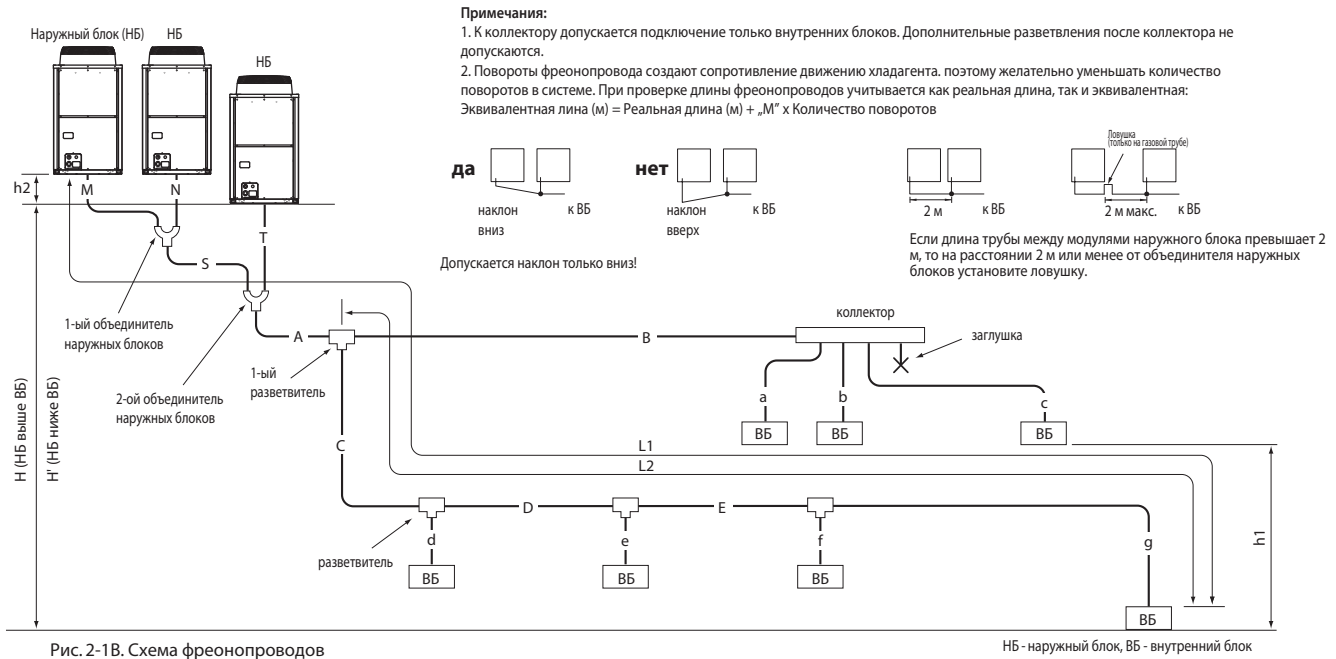 Примечания:
1. К коллектору допускается подключение только внутренних блоков. Дополнительные разветвления после коллектора не
допускаются.
2. Повороты фреонопровода создают сопротивление движению хладагента. поэтому желательно уменьшать количество
поворотов в системе. При проверке длины фреонопроводов учитывается как реальная длина, так и эквивалентная:
Эквивалентная лина (м) = Реальная длина (м) + „М" х Количество поворотов
Наружный блок (НБ)
НБ
НБ
h2
M
N
T
S
1-ый объединитель
наружных блоков
2-ой объединитель
наружных блоков
A
1-ый
разветвитель
B
коллектор
заглушка
да
наклон
вниз
к ВБ
нет
наклон
вверх
к ВБ
Допускается наклон только вниз!
2 м
к ВБ
Ловушка
(только на газовой трубе)
2 м макс.
к ВБ
Если длина трубы между модулями наружного блока превышает 2
м, то на расстоянии 2 м или менее от объединителя наружных
блоков установите ловушку.
a
b
c
ВБ
ВБ
ВБ
H (НБ выше ВБ)
H' (НБ ниже ВБ)
C
L1
L2
D
E
разветвитель
d
e
f
g
ВБ
ВБ
ВБ
ВБ
h1
Рис. 2-1В. Схема фреонопроводов
НБ - наружный блок, ВБ - внутренний блок